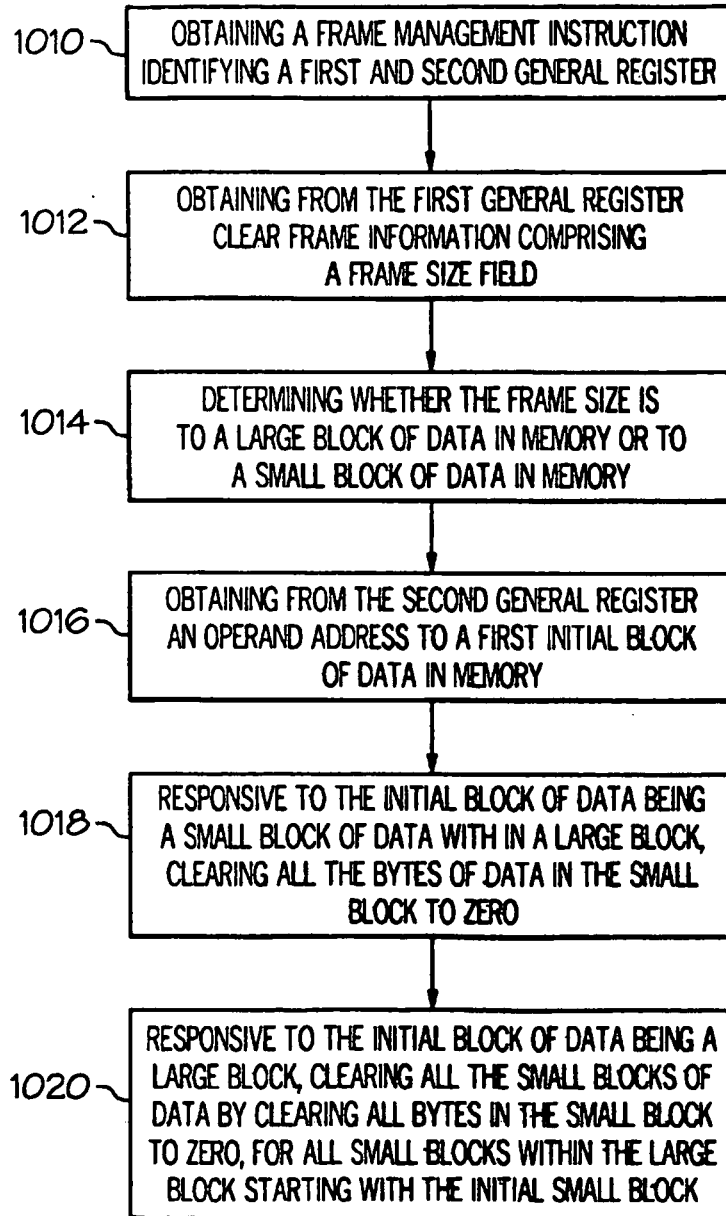 1010
OBTAINING A FRAME MANAGEMENT INSTRUCTION
IDENTIFYING A FIRST AND SECOND GENERAL REGISTER
1012
OBTAINING FROM THE FIRST GENERAL REGISTER
CLEAR FRAME INFORMATION COMPRISING
A FRAME SIZE FIELD
1014
DETERMINING WHETHER THE FRAME SIZE IS
TO A LARGE BLOCK OF DATA IN MEMORY OR TO
A SMALL BLOCK OF DATA IN MEMORY
1016
OBTAINING FROM THE SECOND GENERAL REGISTER
AN OPERAND ADDRESS TO A FIRST INITIAL BLOCK
OF DATA IN MEMORY
1018
RESPONSIVE TO THE INITIAL BLOCK OF DATA BEING
A SMALL BLOCK OF DATA WITH IN A LARGE BLOCK,
CLEARING ALL THE BYTES OF DATA IN THE SMALL
BLOCK TO ZERO
1020
RESPONSIVE TO THE INITIAL BLOCK OF DATA BEING A
LARGE BLOCK, CLEARING ALL THE SMALL BLOCKS OF
DATA BY CLEARING ALL BYTES IN THE SMALL BLOCK
TO ZERO, FOR ALL SMALL BLOCKS WITHIN THE LARGE
BLOCK STARTING WITH THE INITIAL SMALL BLOCK